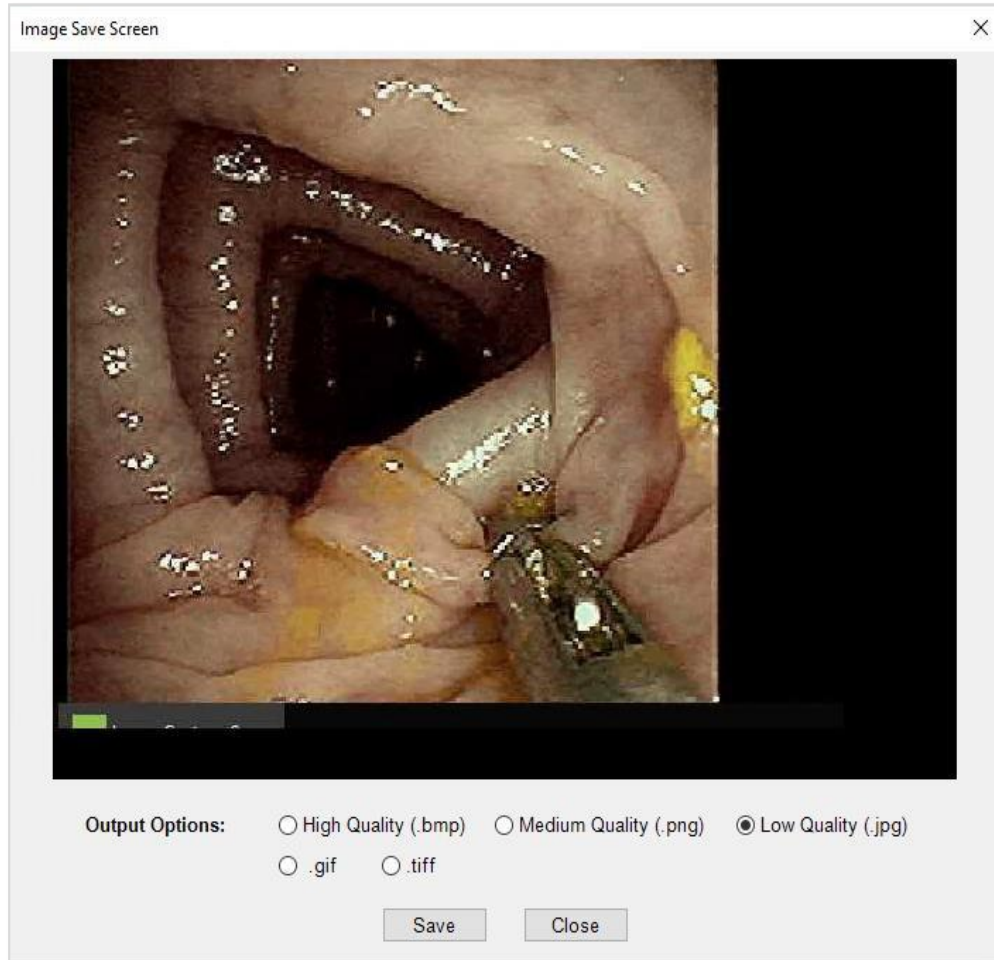 Image Save Screen
Output Options: High Quality (.bmp) Medium Quality (.png) Low Quality (.jpg)
.gif .tiff
Save Close